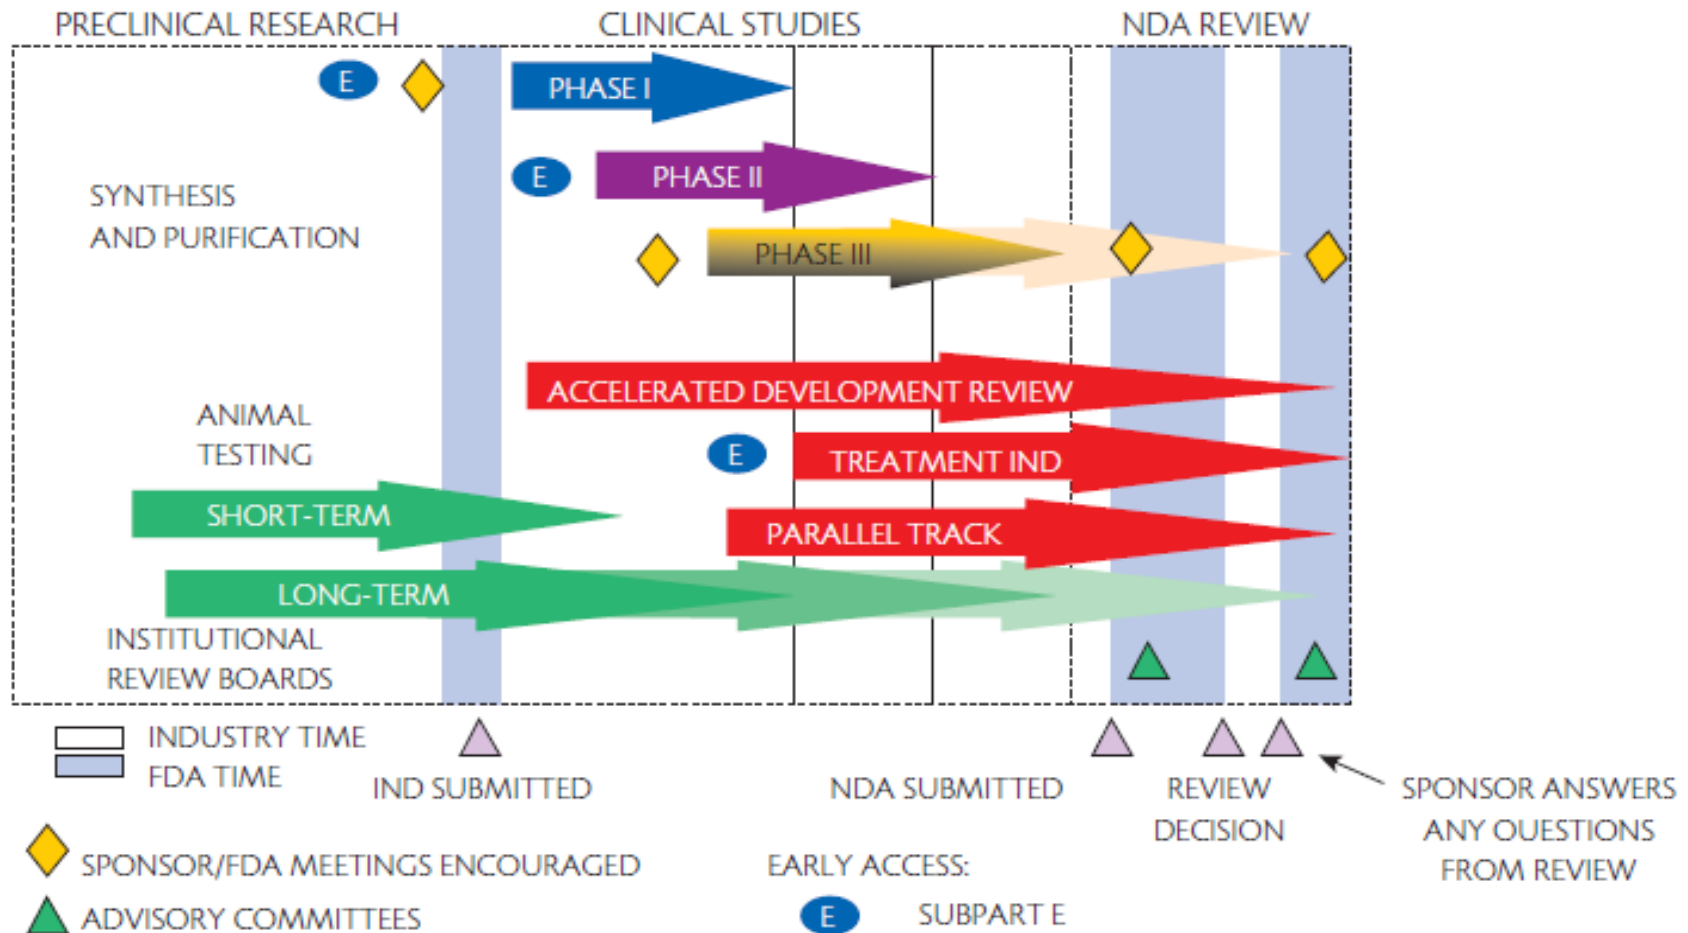 PRECLINICAL RESEARCH
CLINICAL STUDIES
NDA REVIEW
E
PHASE I
E
PHASE II
SYNTHESIS
AND PURIFICATION
PHASE III
ACCELERATED DEVELOPMENT REVIEW
ANIMAL
TESTING
E
TREATMENT IND
SHORT-TERM
PARALLEL TRACK
LONG-TERM
INSTITUTIONAL
REVIEW BOARDS
INDUSTRY TIME
FDA TIME
IND SUBMITTED
NDA SUBMITTED
REVIEW
DECISION
SPONSOR ANSWERS
ANY OUESTIONS
FROM REVIEW
SPONSOR/FDA MEETINGS ENCOURAGED
EARLY ACCESS:
ADVISORY COMMITTEES
E
SUBPART E